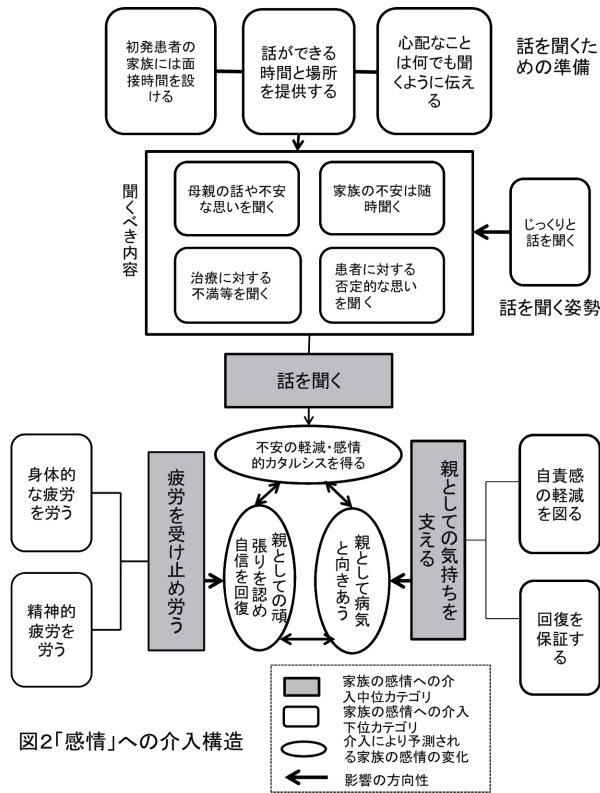 初発患者の
家族には面
接時間を設
ける
話ができる
時間と場所
を提供する
心配なこと
は何でも聞
くように伝え
る
話を聞くた
めの準備
聞くべき内容
母親の話や不安
な思いを聞く
家族の不安は随
時聞く
治療に対する
不満等を聞く
患者に対する
否定的な思い
を聞く
じっくりと
話を聞く
話を聞く姿勢
話を聞く
不安の軽減・感情
的カタルシスを得る
身体的
な疲労
を労う
精神的
疲労を
労う
疲労を受け止め労う
親としての頑
張りを認め
自信を回復
親として病気
と向きあう
親としての気持ちを
支える
自責感
の軽減
を図る
回復を
保証す
る
家族の感情への介
入中位カテゴリ
家族の感情への介入
下位カテゴリ
介入により予測され
る家族の感情の変化
影響の方向性
図2「感情」への介入構造